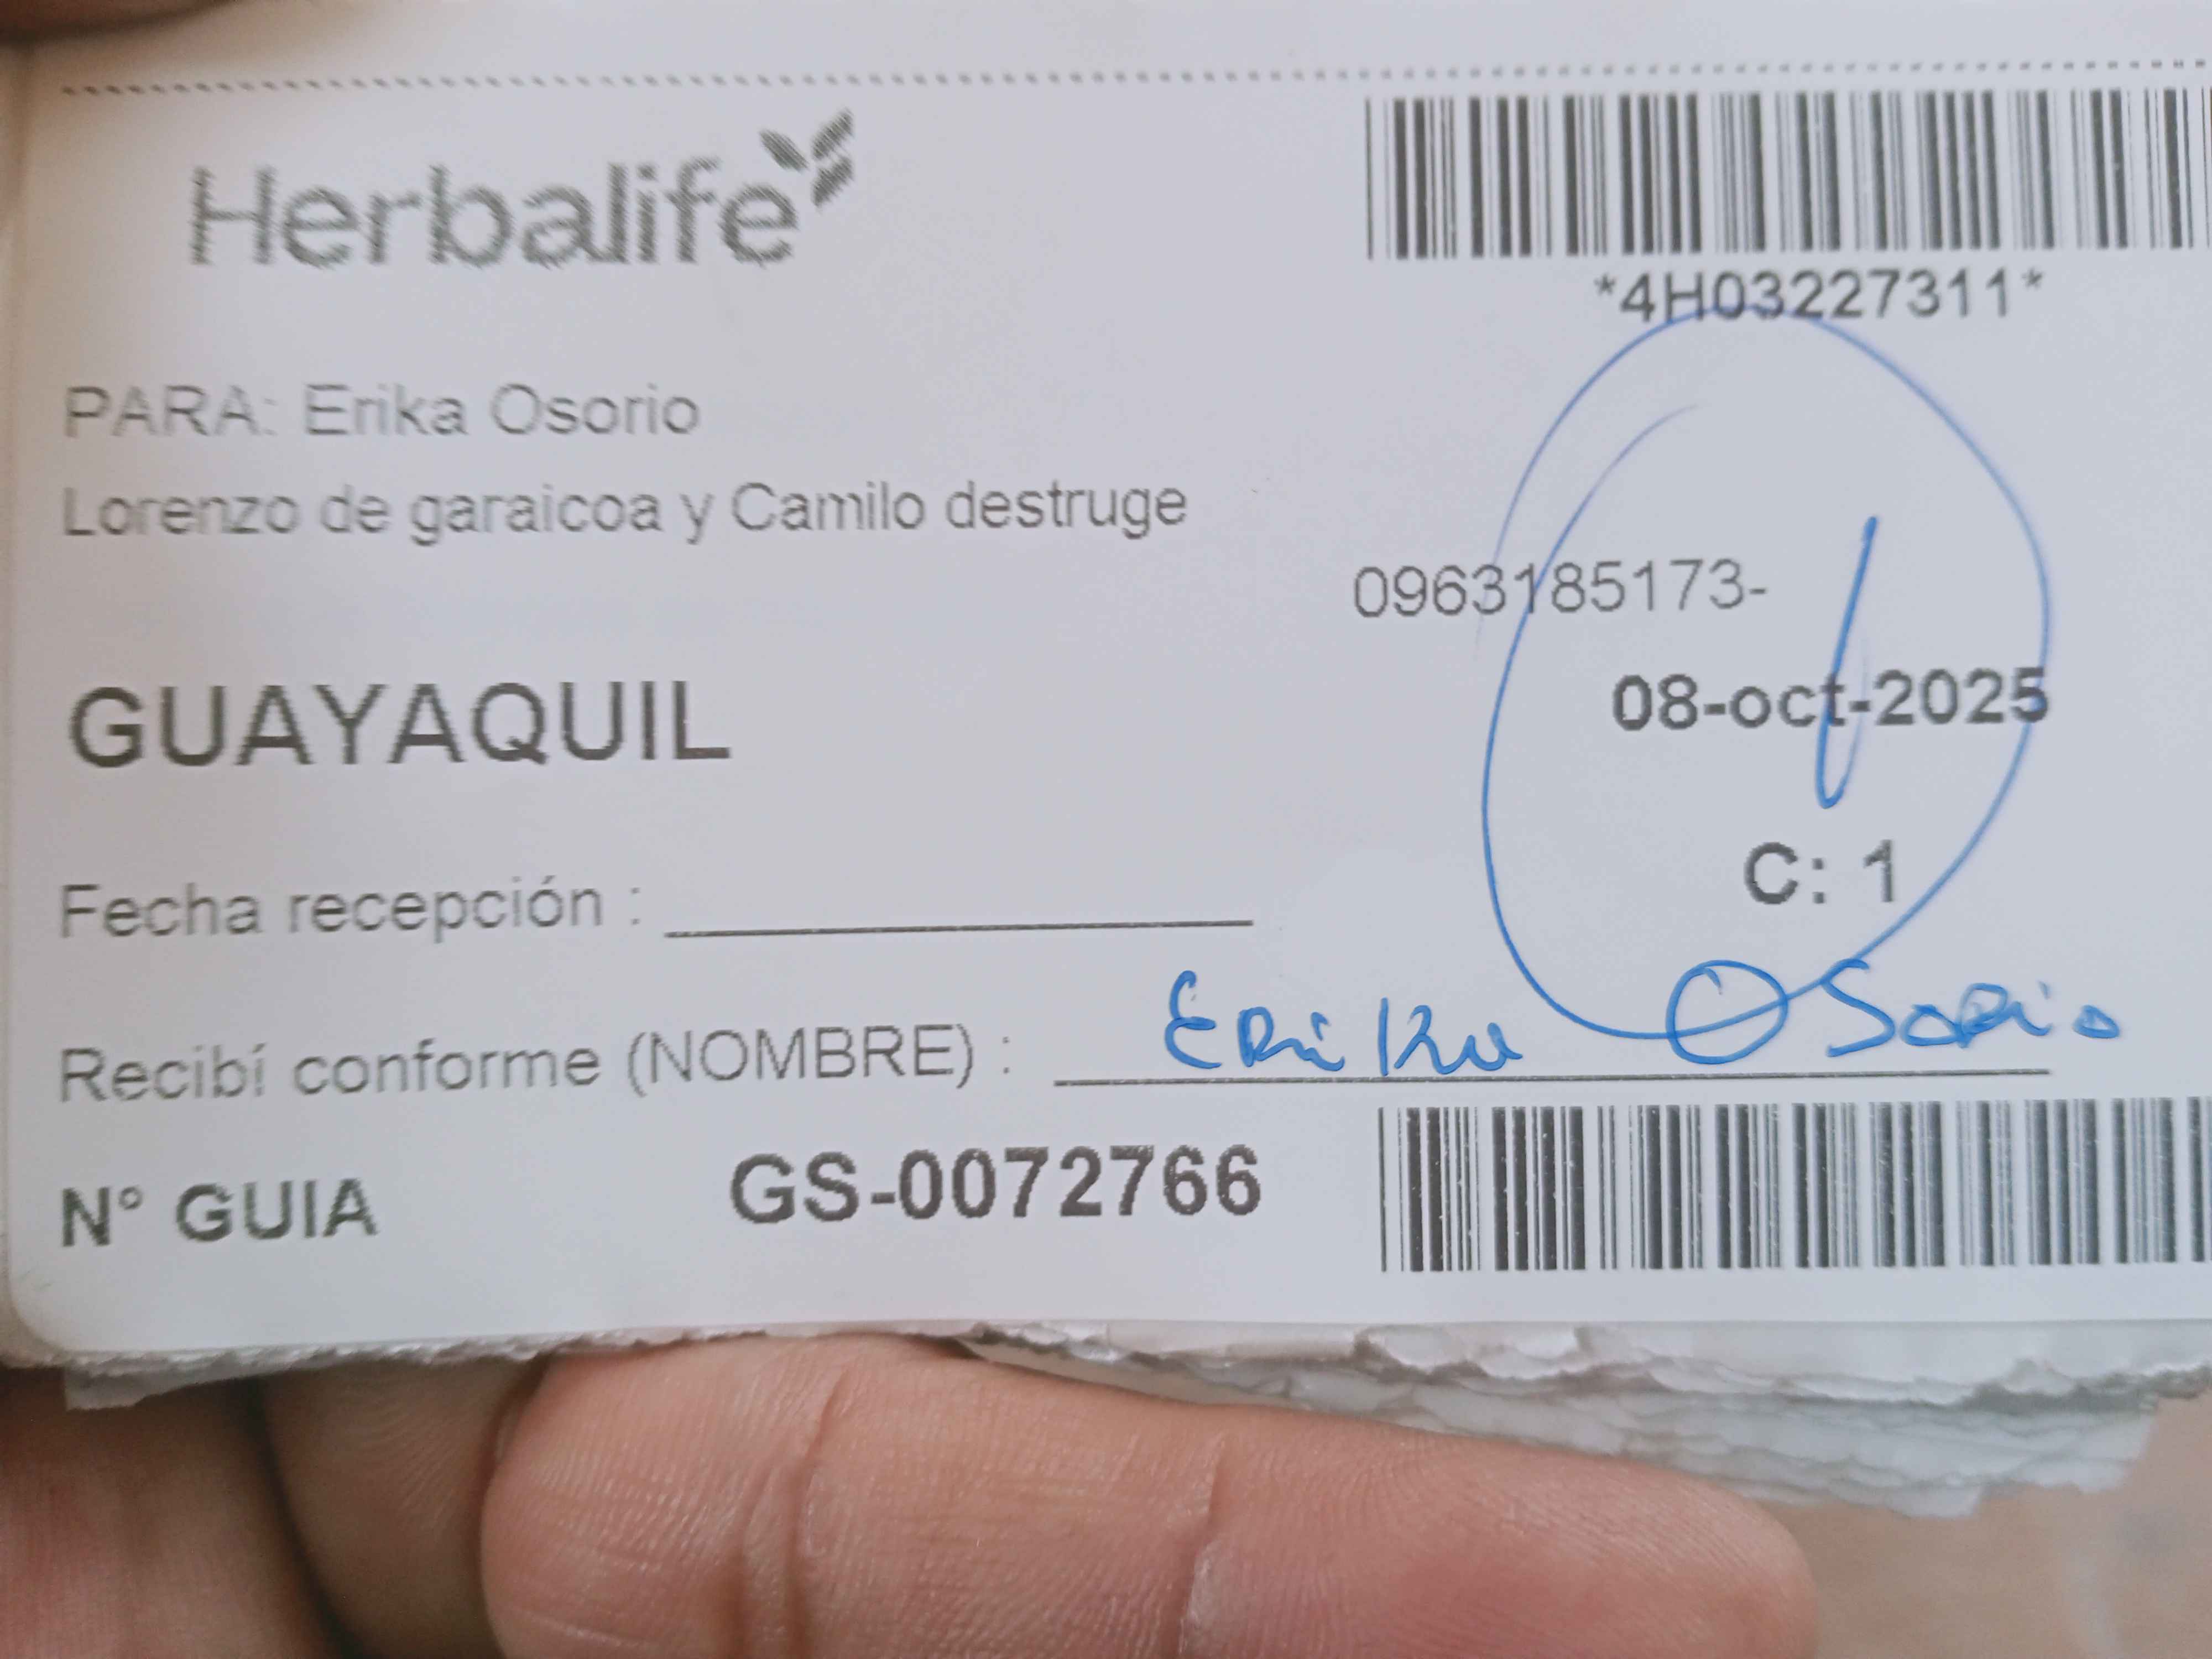 Herbalife
*4H03227311*
PARA: Erika Osorio
Lorenzo de garaicoa y Camilo destruge
0963185173-
GUAYAQUIL
08-oct-2025
C: 1
Fecha recepción :
Recibí conforme (NOMBRE) : Erika Osorio
N° GUIA GS-0072766